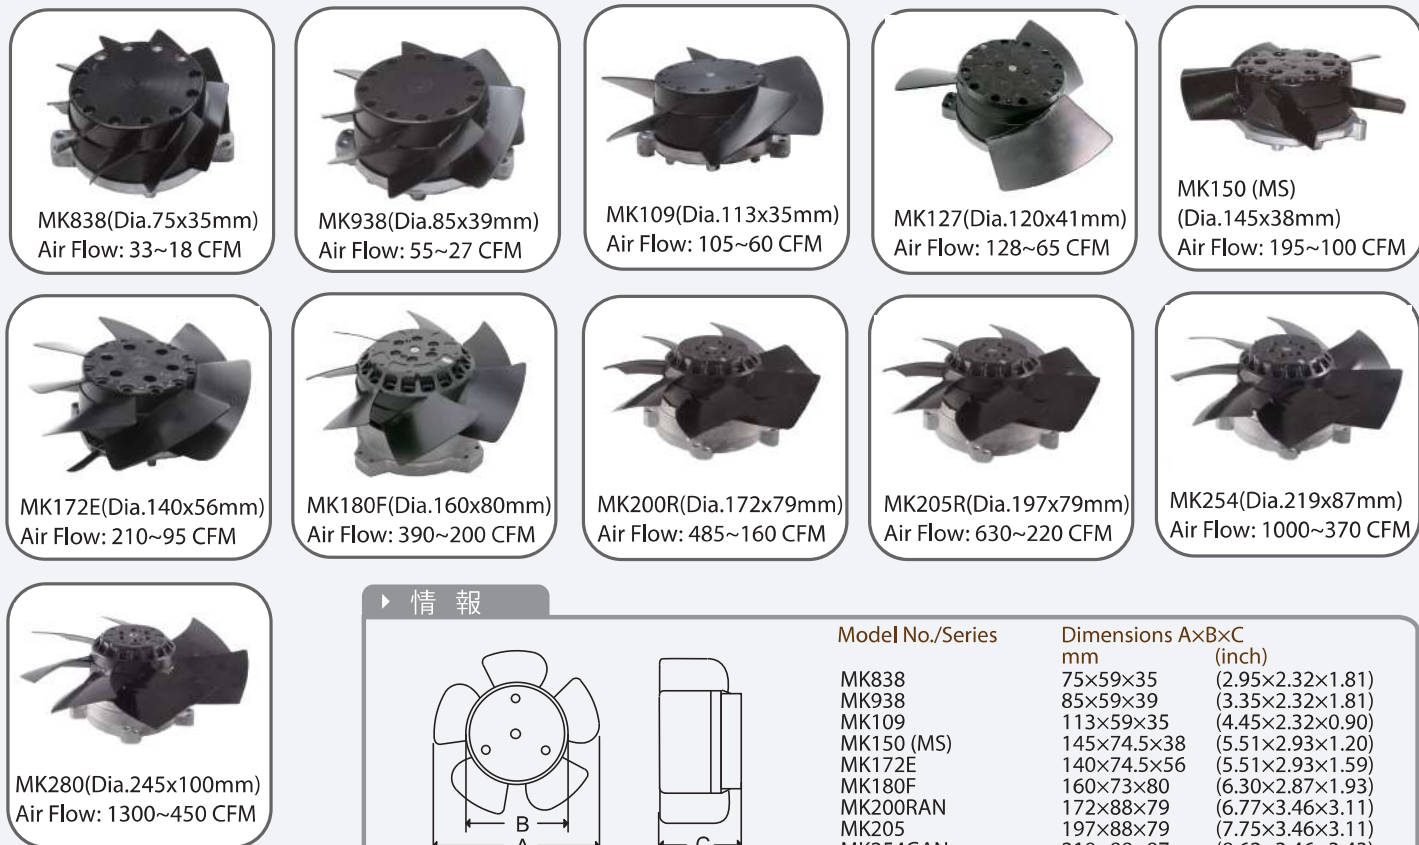 MK838(Dia.75x35mm)
Air Flow: 33~18 CFM
MK938(Dia.85x39mm)
Air Flow: 55~27 CFM
MK109(Dia.113x35mm)
Air Flow: 105~60 CFM
MK127(Dia.120x41mm)
Air Flow: 128~65 CFM
MK150 (MS)
(Dia.145x38mm)
Air Flow: 195~100 CFM
MK172E(Dia.140x56mm)
Air Flow: 210~95 CFM
MK180F(Dia.160x80mm)
Air Flow: 390~200 CFM
MK200R(Dia.172x79mm)
Air Flow: 485~160 CFM
MK205R(Dia.197x79mm)
Air Flow: 630~220 CFM
MK254(Dia.219x87mm)
Air Flow: 1000~370 CFM
MK280(Dia.245x100mm)
Air Flow: 1300~450 CFM
情 報
B
A
C
Model No./Series Dimensions A×B×C
mm (inch)
MK838 75×59×35 (2.95×2.32×1.81)
MK938 85×59×39 (3.35×2.32×1.81)
MK109 113×59×35 (4.45×2.32×0.90)
MK150 (MS) 145×74.5×38 (5.51×2.93×1.20)
MK172E 140×74.5×56 (5.51×2.93×1.59)
MK180F 160×73×80 (6.30×2.87×1.93)
MK200RAN 172×88×79 (6.77×3.46×3.11)
MK205 197×88×79 (7.75×3.46×3.11)